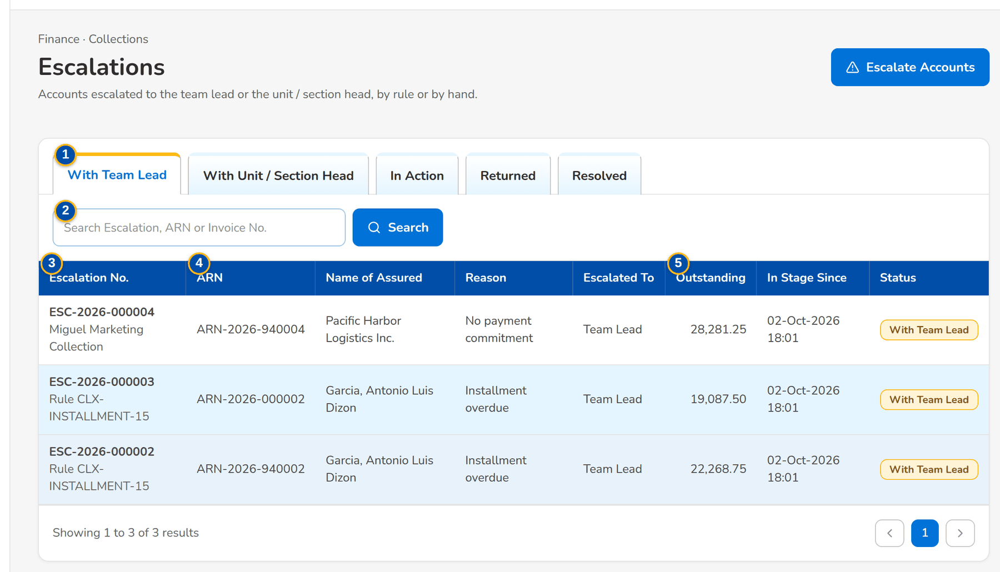 Finance · Collections
Escalations
Escalate Accounts
Accounts escalated to the team lead or the unit / section head, by rule or by hand.
1
With Team Lead
With Unit / Section Head
In Action
Returned
Resolved
2
Search Escalation, ARN or Invoice No.
Search
3
4
5
Escalation No.
ARN
Name of Assured
Reason
Escalated To
Outstanding
In Stage Since
Status
ESC-2026-000004
Miguel Marketing
Collection
ARN-2026-940004
Pacific Harbor
Logistics Inc.
No payment
commitment
Team Lead
28,281.25
02-Oct-2026
18:01
With Team Lead
ESC-2026-000003
Rule CLX-
INSTALLMENT-15
ARN-2026-000002
Garcia, Antonio Luis
Dizon
Installment
overdue
Team Lead
19,087.50
02-Oct-2026
18:01
With Team Lead
ESC-2026-000002
Rule CLX-
INSTALLMENT-15
ARN-2026-940002
Garcia, Antonio Luis
Dizon
Installment
overdue
Team Lead
22,268.75
02-Oct-2026
18:01
With Team Lead
Showing 1 to 3 of 3 results
1